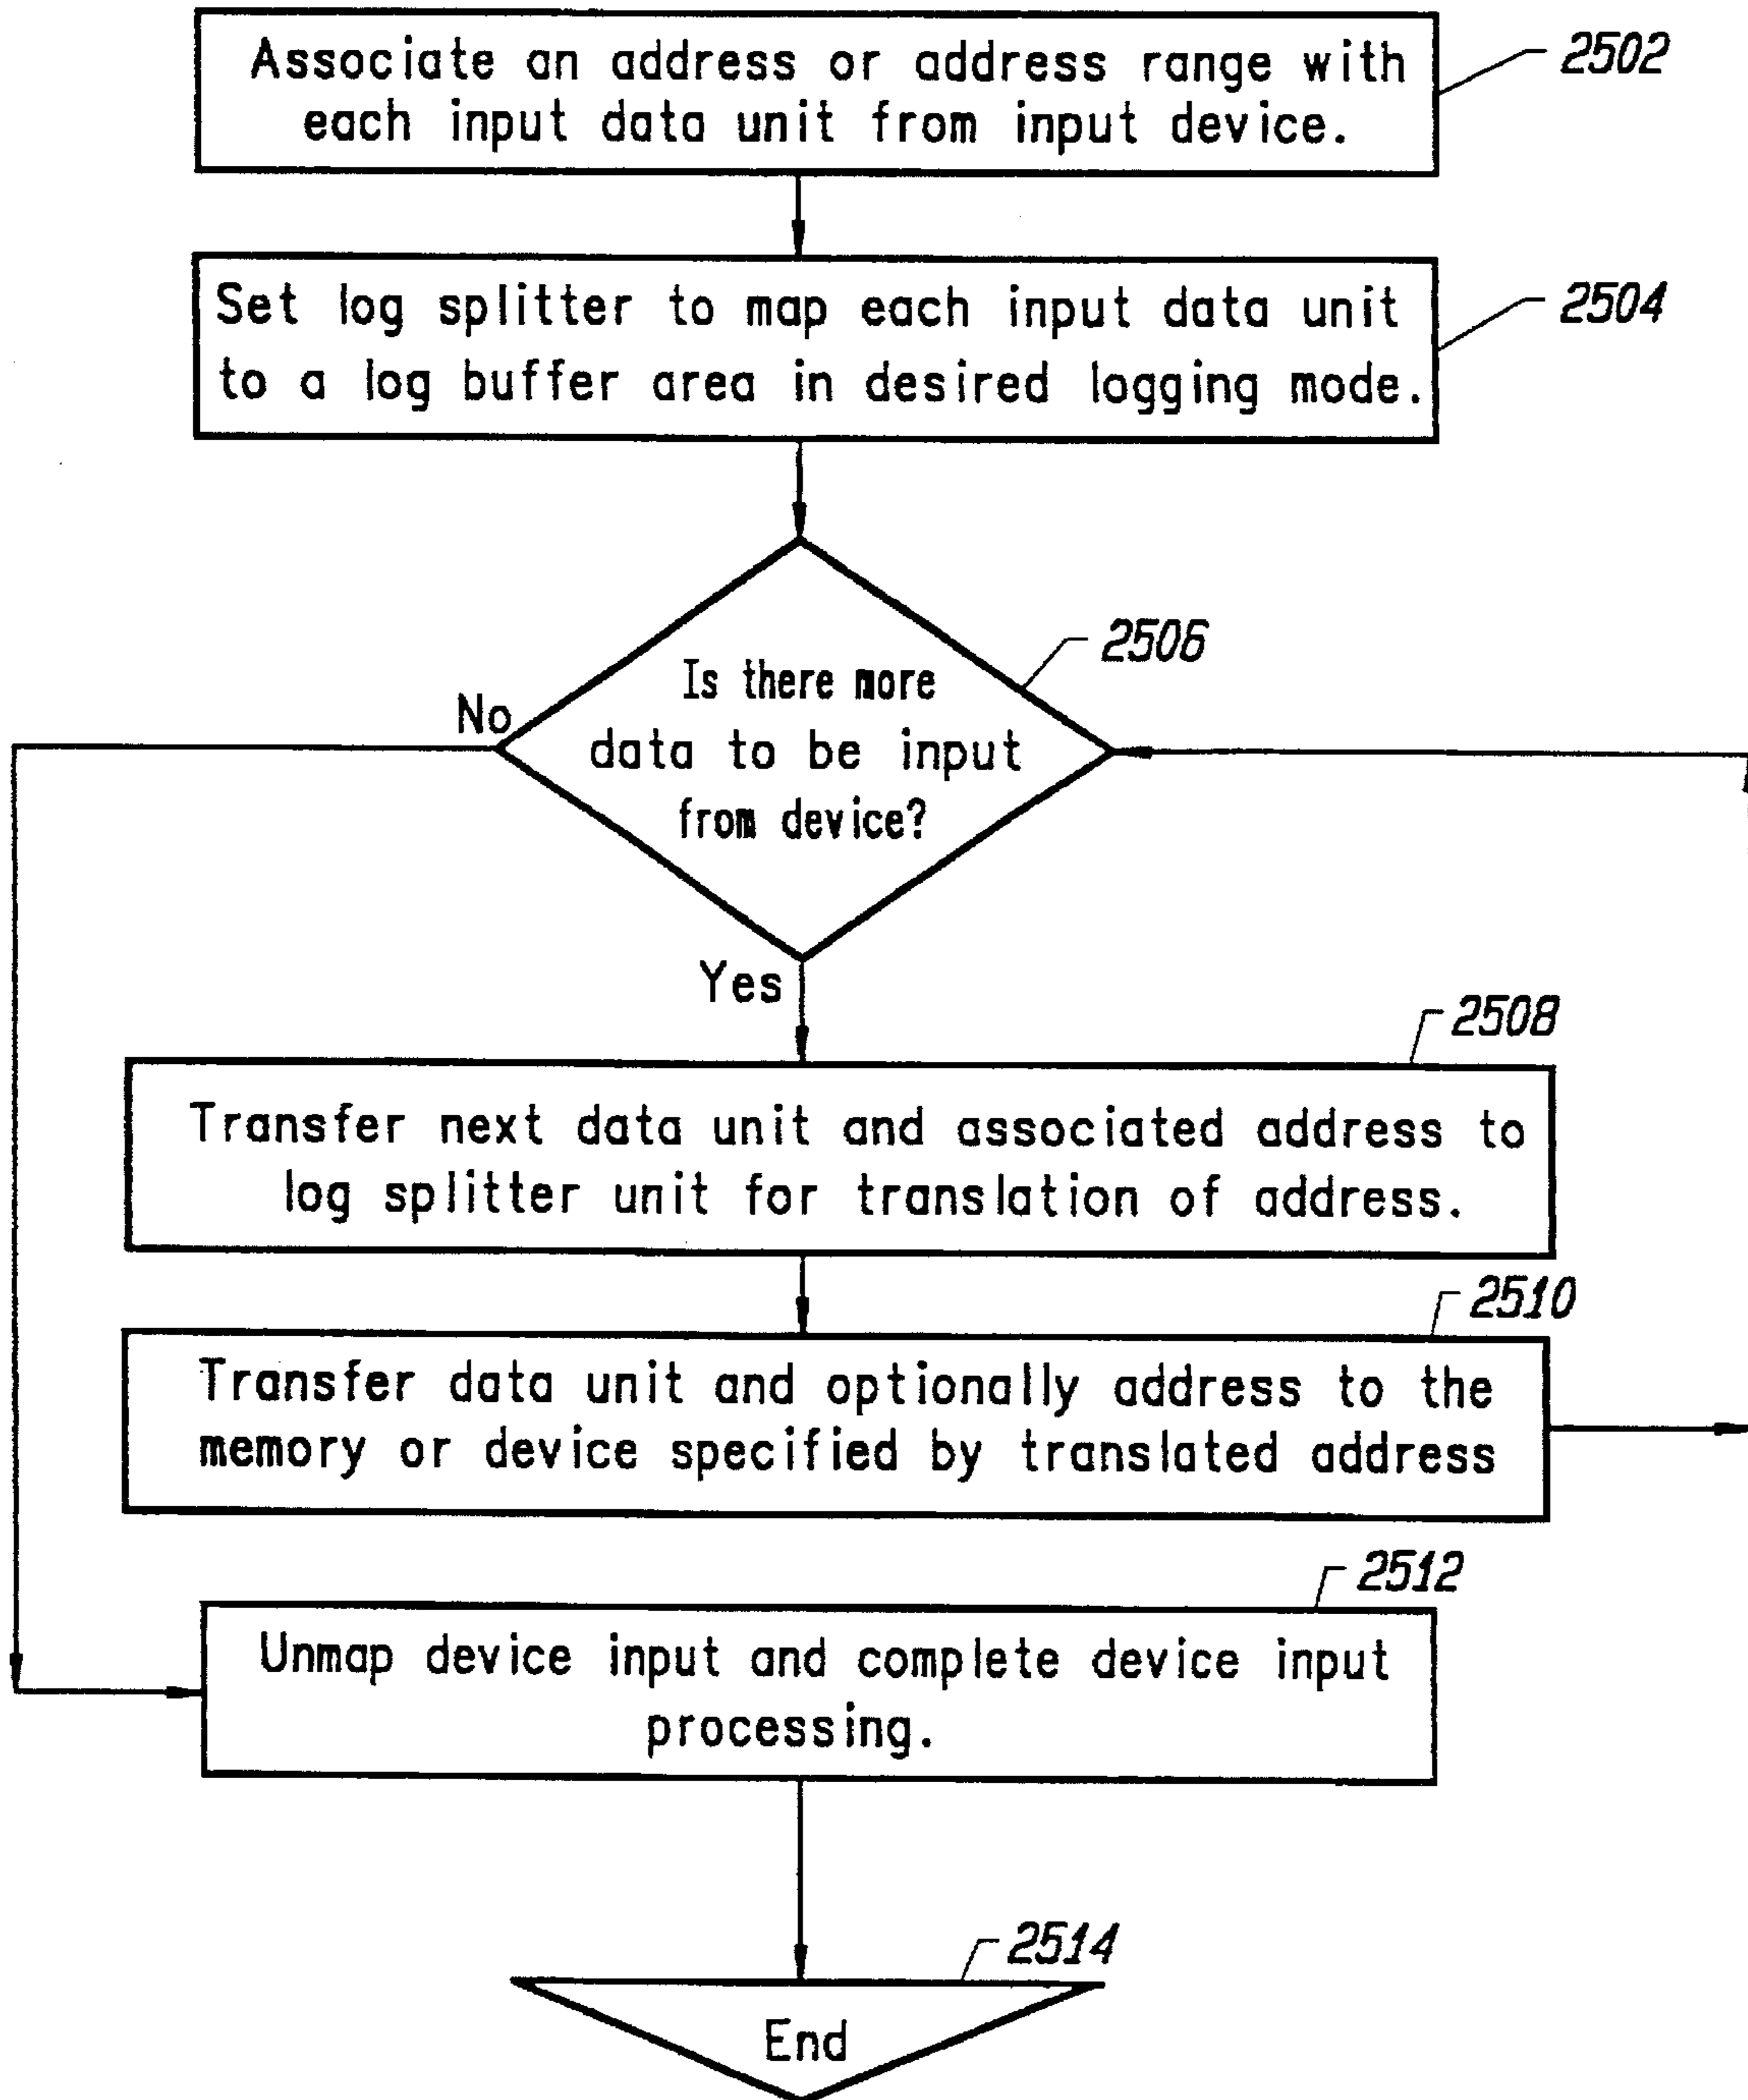 Associate an address or address range with
each input data unit from input device.
2502
Set log splitter to map each input data unit
to a log buffer area in desired logging mode.
2504
Is there more
data to be input
from device?
2506
No
Yes
2508
Transfer next data unit and associated address to
log splitter unit for translation of address.
2510
Transfer data unit and optionally address to the
memory or device specified by translated address
2512
Unmap device input and complete device input
processing.
2514
End